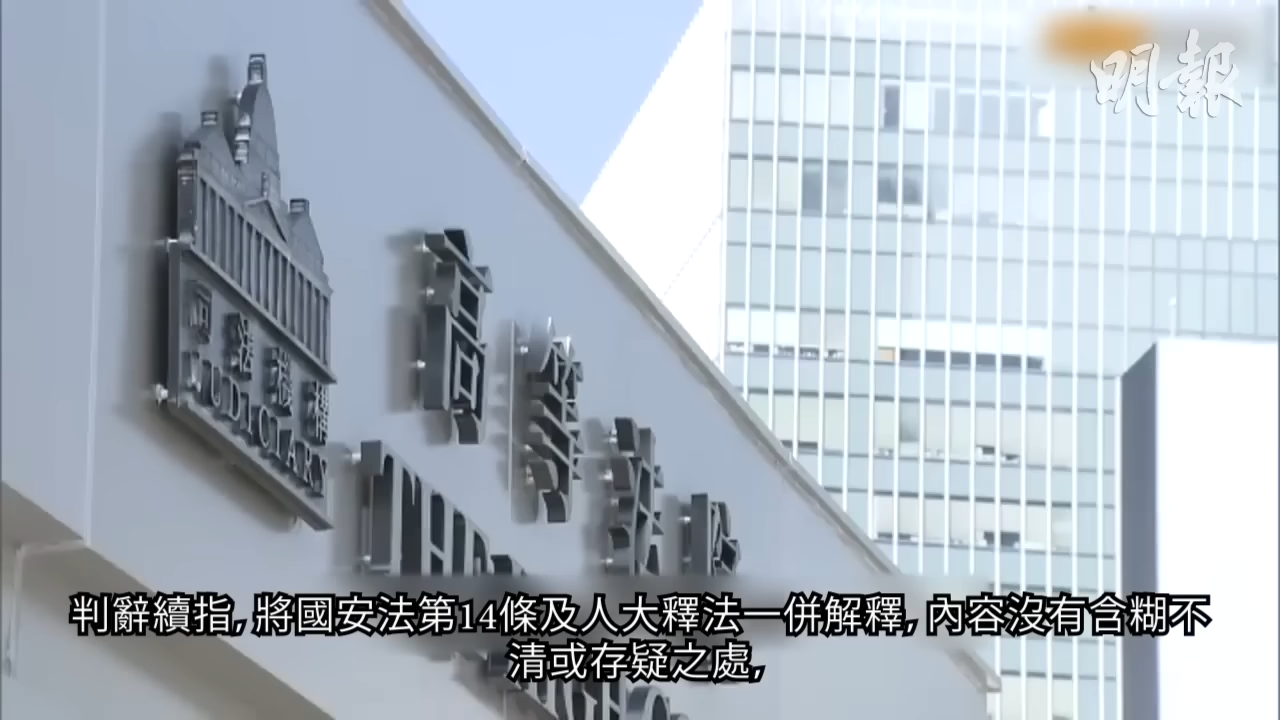 明報
司法機構
JUDICIARY
高等法院
判辭續指, 將國安法第14條及人大釋法一併解釋, 內容沒有含糊不
清或存疑之處,